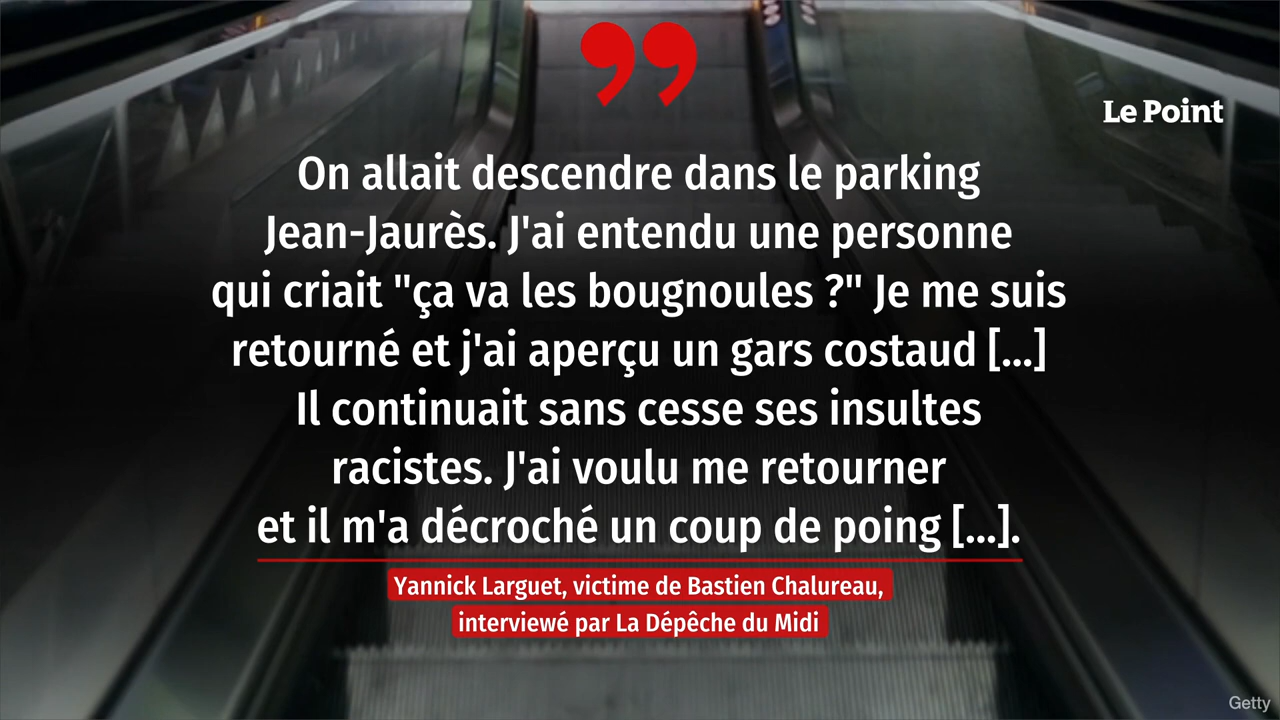 Le Point
On allait descendre dans le parking
Jean-Jaurès. J'ai entendu une personne
qui criait "ça va les bougnoules ?" Je me suis
retourné et j'ai aperçu un gars costaud [...]
Il continuait sans cesse ses insultes
racistes. J'ai voulu me retourner
et il m'a décroché un coup de poing [...].
Yannick Larguet, victime de Bastien Chalureau,
interviewé par La Dépêche du Midi
Getty